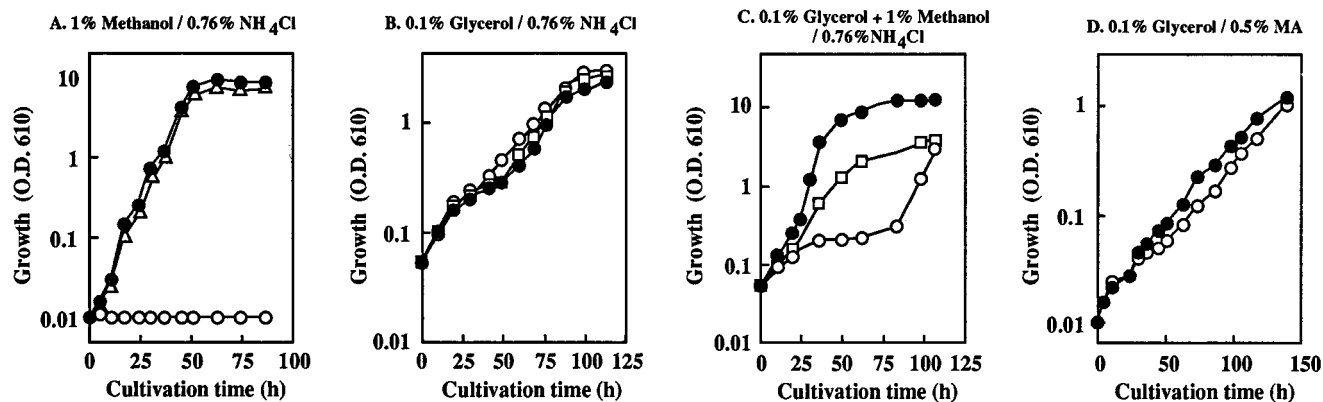 A. 1% Methanol / 0.76% NH4Cl
Growth (O.D. 610)
10
1
0.1
0.01
0 25 50 75 100
Cultivation time (h)
B. 0.1% Glycerol / 0.76% NH4Cl
Growth (O.D. 610)
1
0.1
0.01
0 25 50 75 100 125
Cultivation time (h)
C. 0.1% Glycerol + 1% Methanol
/ 0.76%NH4Cl
Growth (O.D. 610)
10
1
0.1
0.01
0 25 50 75 100 125
Cultivation time (h)
D. 0.1% Glycerol / 0.5% MA
Growth (O.D. 610)
1
0.1
0.01
0 50 100 150
Cultivation time (h)